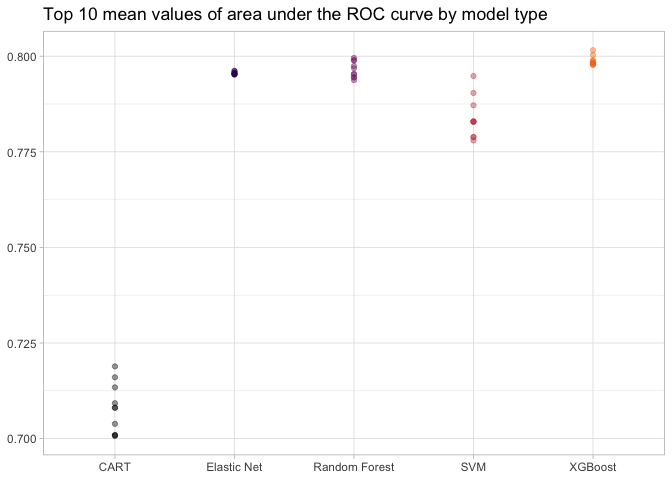 Top 10 mean values of area under the ROC curve by model type
0.800
0.775
0.750
0.725
0.700
CART Elastic Net Random Forest SVM XGBoost